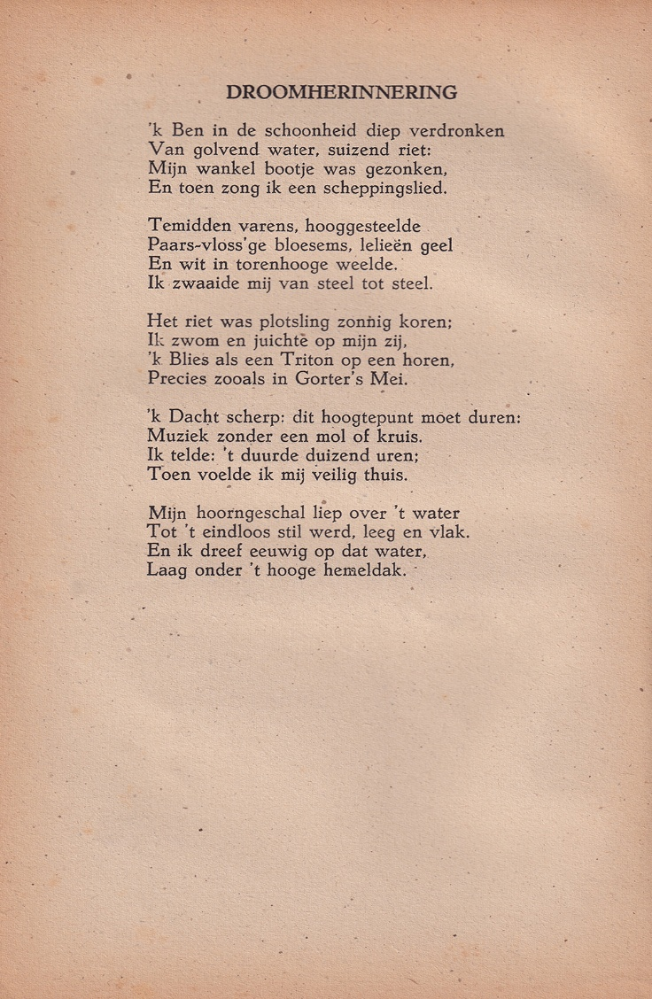 DROOMHERINNERING
'k Ben in de schoonheid diep verdronken
Van golvend water, suizend riet:
Mijn wankel bootje was gezonken,
En toen zong ik een scheppingslied.
Temidden varens, hooggesteelde
Paars-vloss'ge bloesems, lelieën geel
En wit in torenhooge weelde.
Ik zwaaide mij van steel tot steel.
Het riet was plotsling zonnig koren;
Ik zwom en juichte op mijn zij,
'k Blies als een Triton op een horen,
Precies zooals in Gorter's Mei.
'k Dacht scherp: dit hoogtepunt moet duren:
Muziek zonder een mol of kruis.
Ik telde: 't duurde duizend uren;
Toen voelde ik mij veilig thuis.
Mijn hoorngeschal liep over 't water
Tot 't eindloos stil werd, leeg en vlak.
En ik dreef eeuwig op dat water,
Laag onder 't hooge hemeldak.